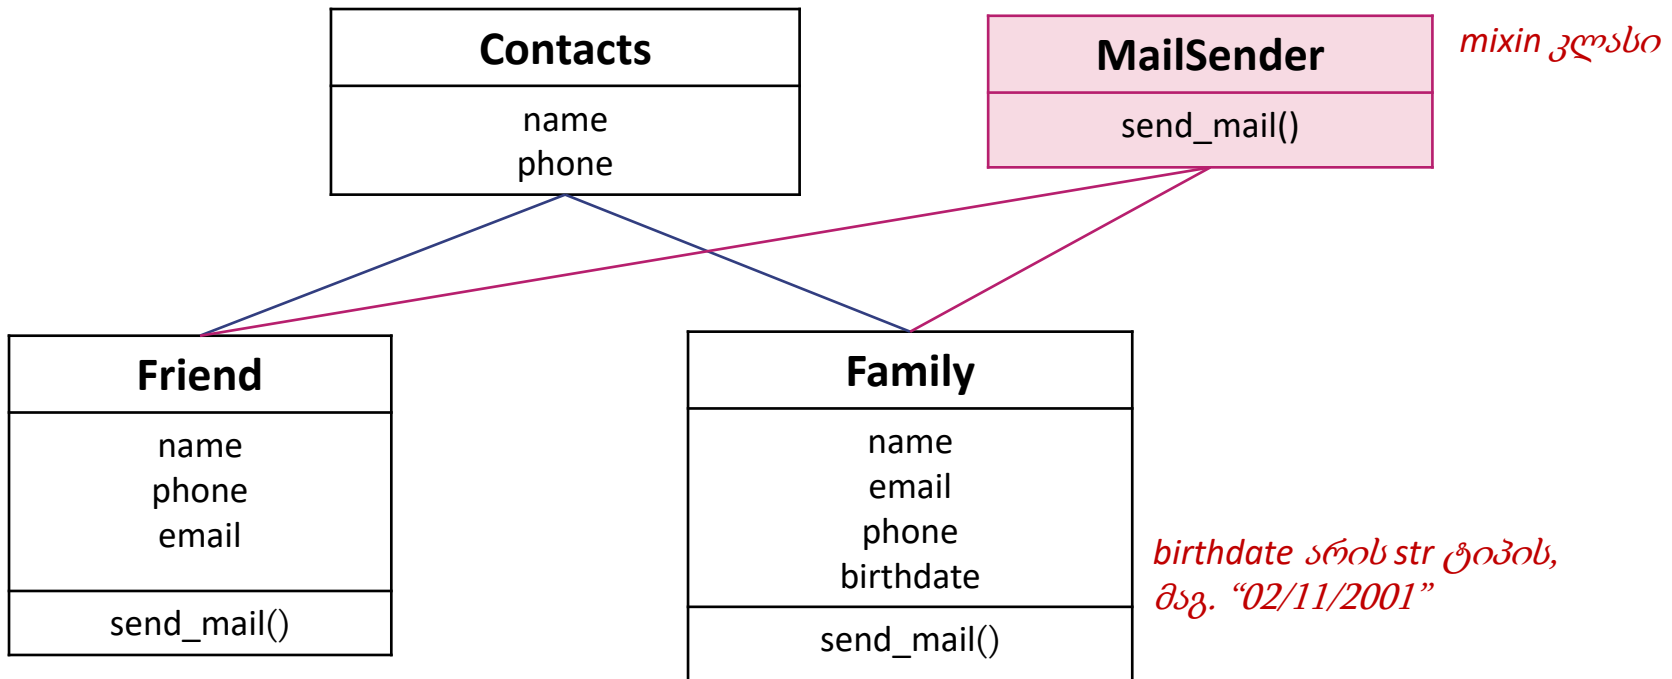 Contacts
name
phone
MailSender
send_mail()
mixin კლასი
Friend
name
phone
email
send_mail()
Family
name
email
phone
birthdate
send_mail()
birthdate არის str ტიპის,
მაგ. “02/11/2001”